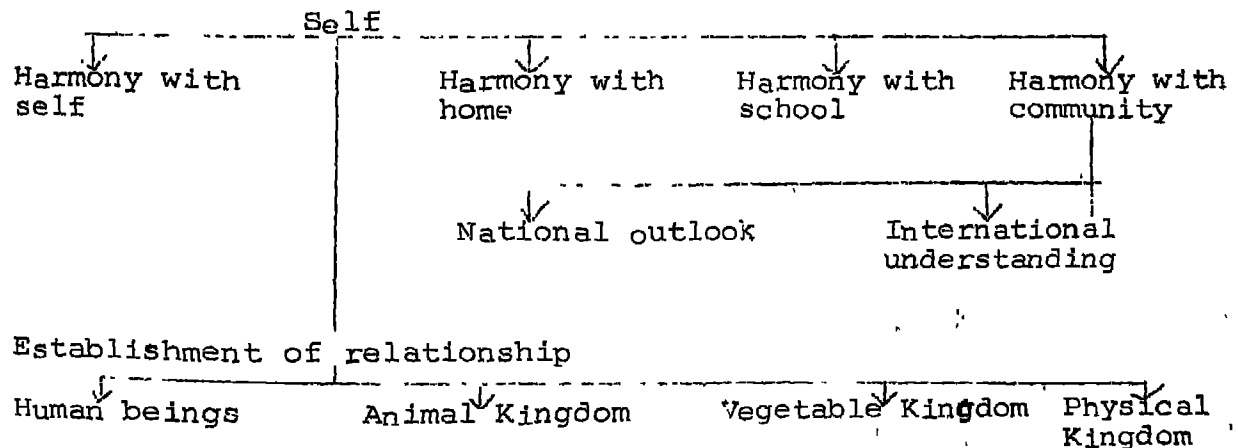 Self
Harmony with Harmony with Harmony with Harmony with
self home school community
National outlook International
understanding
Establishment of relationship
Human beings Animal Kingdom Vegetable Kingdom Physical
Kingdom